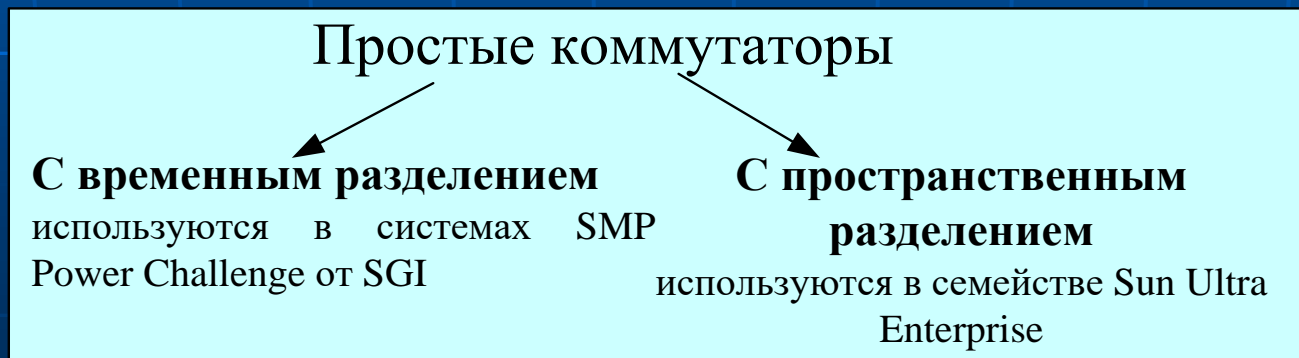 Простые коммутаторы
С временным разделением
используются в системах SMP
Power Challenge от SGI
С пространственным
разделением
используются в семействе Sun Ultra
Enterprise